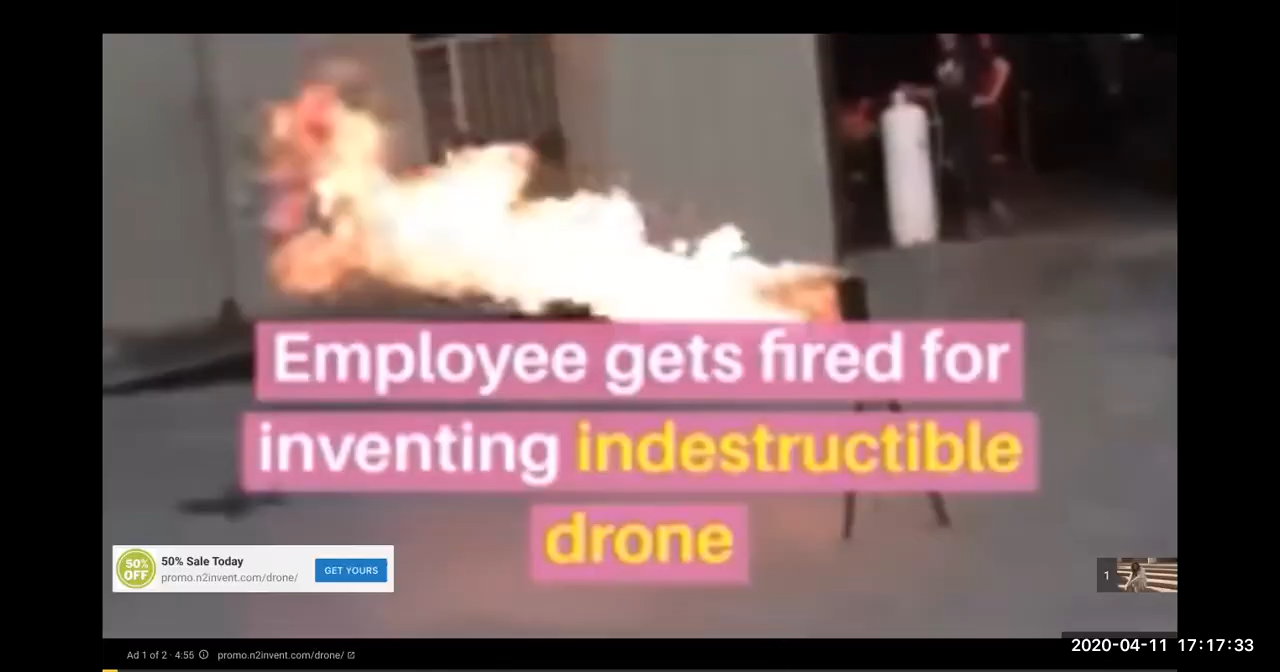 Employee gets fired for
inventing indestructible
drone
50% OFF
50% Sale Today
promo.n2invent.com/drone/
GET YOURS
1
Ad 1 of 2 · 4:55 promo.n2invent.com/drone/
2020-04-11 17:17:33